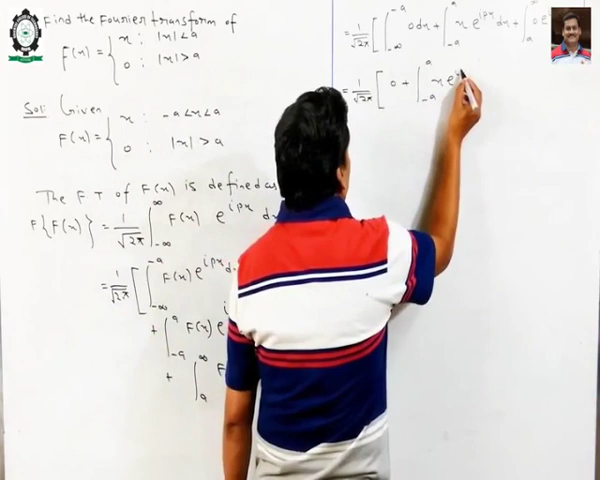 Find the Fourier transform of
F(x) = { x : |x| < a
0 : |x| > a
Sol: Given
F(x) = { x : -a < x < a
0 : |x| > a
The F T of F(x) is defined as
F{F(x)} = 1/√2π ∫_{-∞}^{∞} F(x) e^{ipx} dx
= 1/√2π [ ∫_{-∞}^{-a} F(x) e^{ipx} dx
+ ∫_{-a}^{a} F(x) e
+ ∫_{a}^{∞} F
= 1/√2π [ ∫_{-∞}^{-a} 0 dx + ∫_{-a}^{a} x e^{ipx} dx + ∫_{a}^{∞} 0
= 1/√2π [ 0 + ∫_{-a}^{a} x e